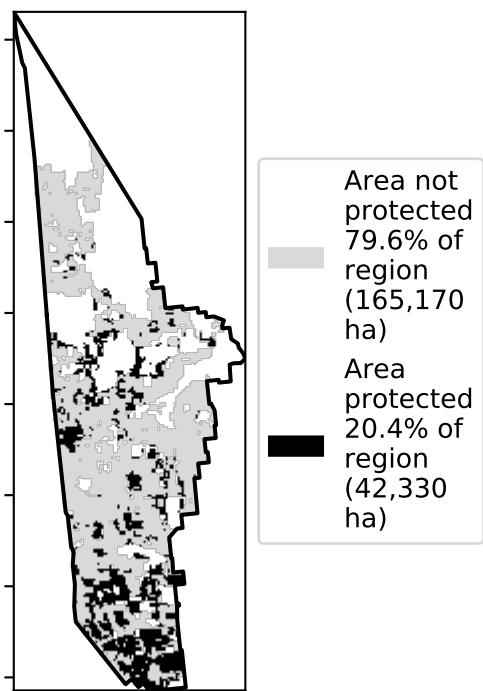 Area not
protected
79.6% of
region
(165,170
ha)
Area
protected
20.4% of
region
(42,330
ha)